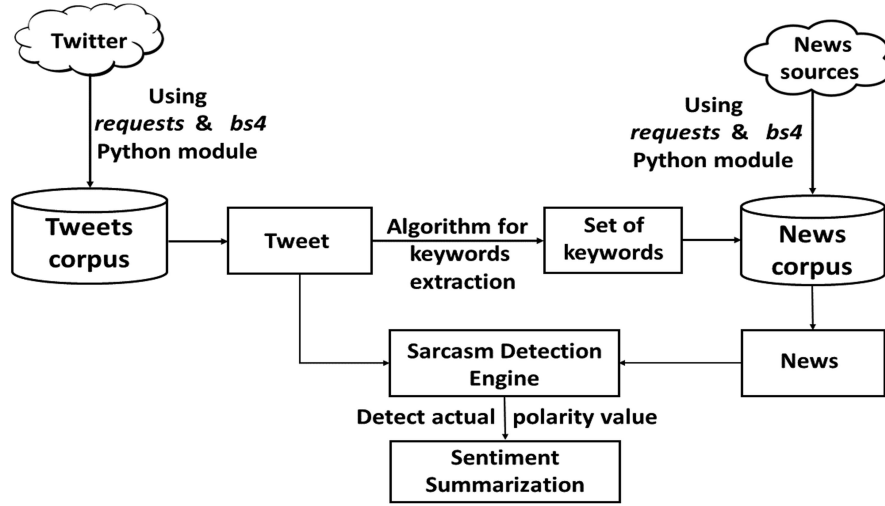 Twitter
News
sources
Using
requests & bs4
Python module
Using
requests & bs4
Python module
Tweets
corpus
Tweet
Algorithm for
keywords
extraction
Set of
keywords
News
corpus
Sarcasm Detection
Engine
News
Detect actual polarity value
Sentiment
Summarization